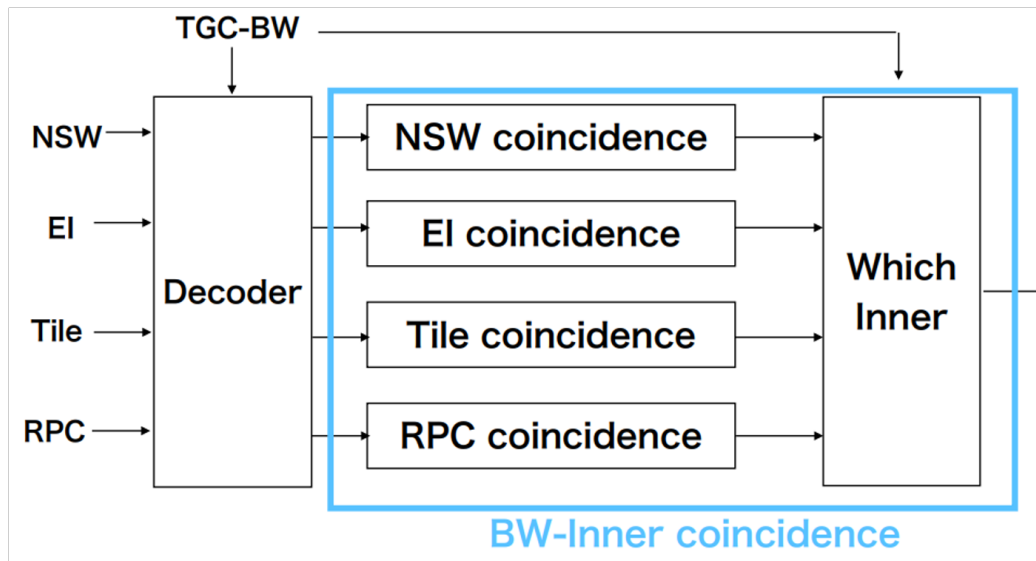 TGC-BW
NSW
EI
Tile
RPC
Decoder
NSW coincidence
EI coincidence
Tile coincidence
RPC coincidence
Which
Inner
BW-Inner coincidence